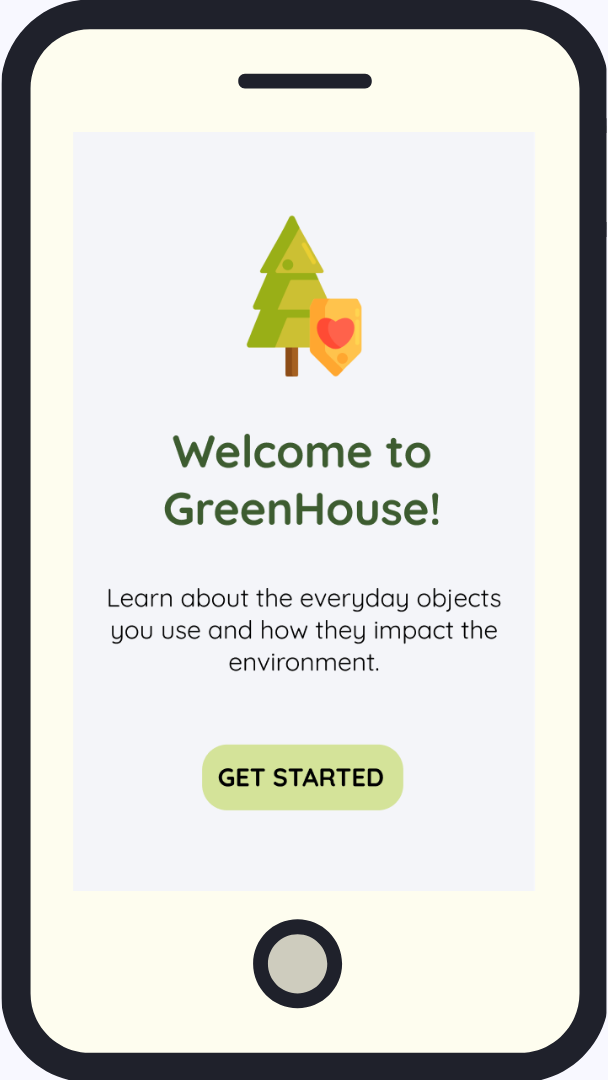 Welcome to
GreenHouse!
Learn about the everyday objects
you use and how they impact the
environment.
GET STARTED